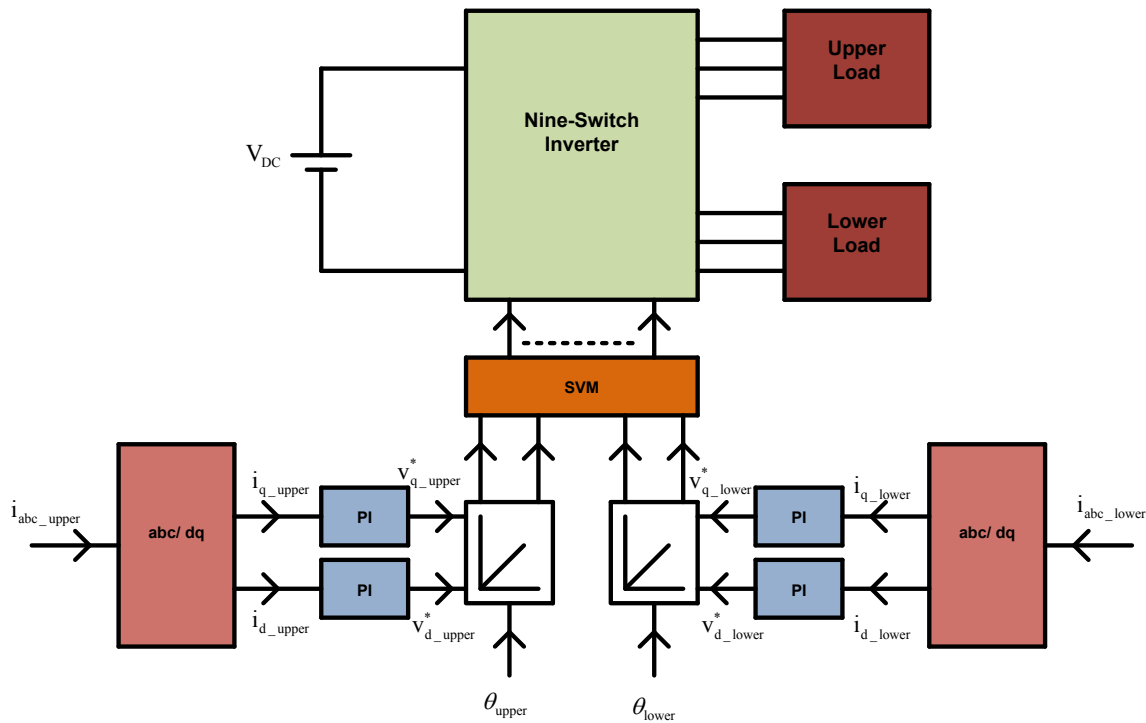 Upper
Load
Nine-Switch
Inverter
V_DC
Lower
Load
SVM
i_abc_upper
abc/ dq
i_q_upper
PI
v*_q_upper
i_d_upper
PI
v*_d_upper
θ_upper
v*_q_lower
PI
i_q_lower
v*_d_lower
PI
i_d_lower
abc/ dq
i_abc_lower
θ_lower